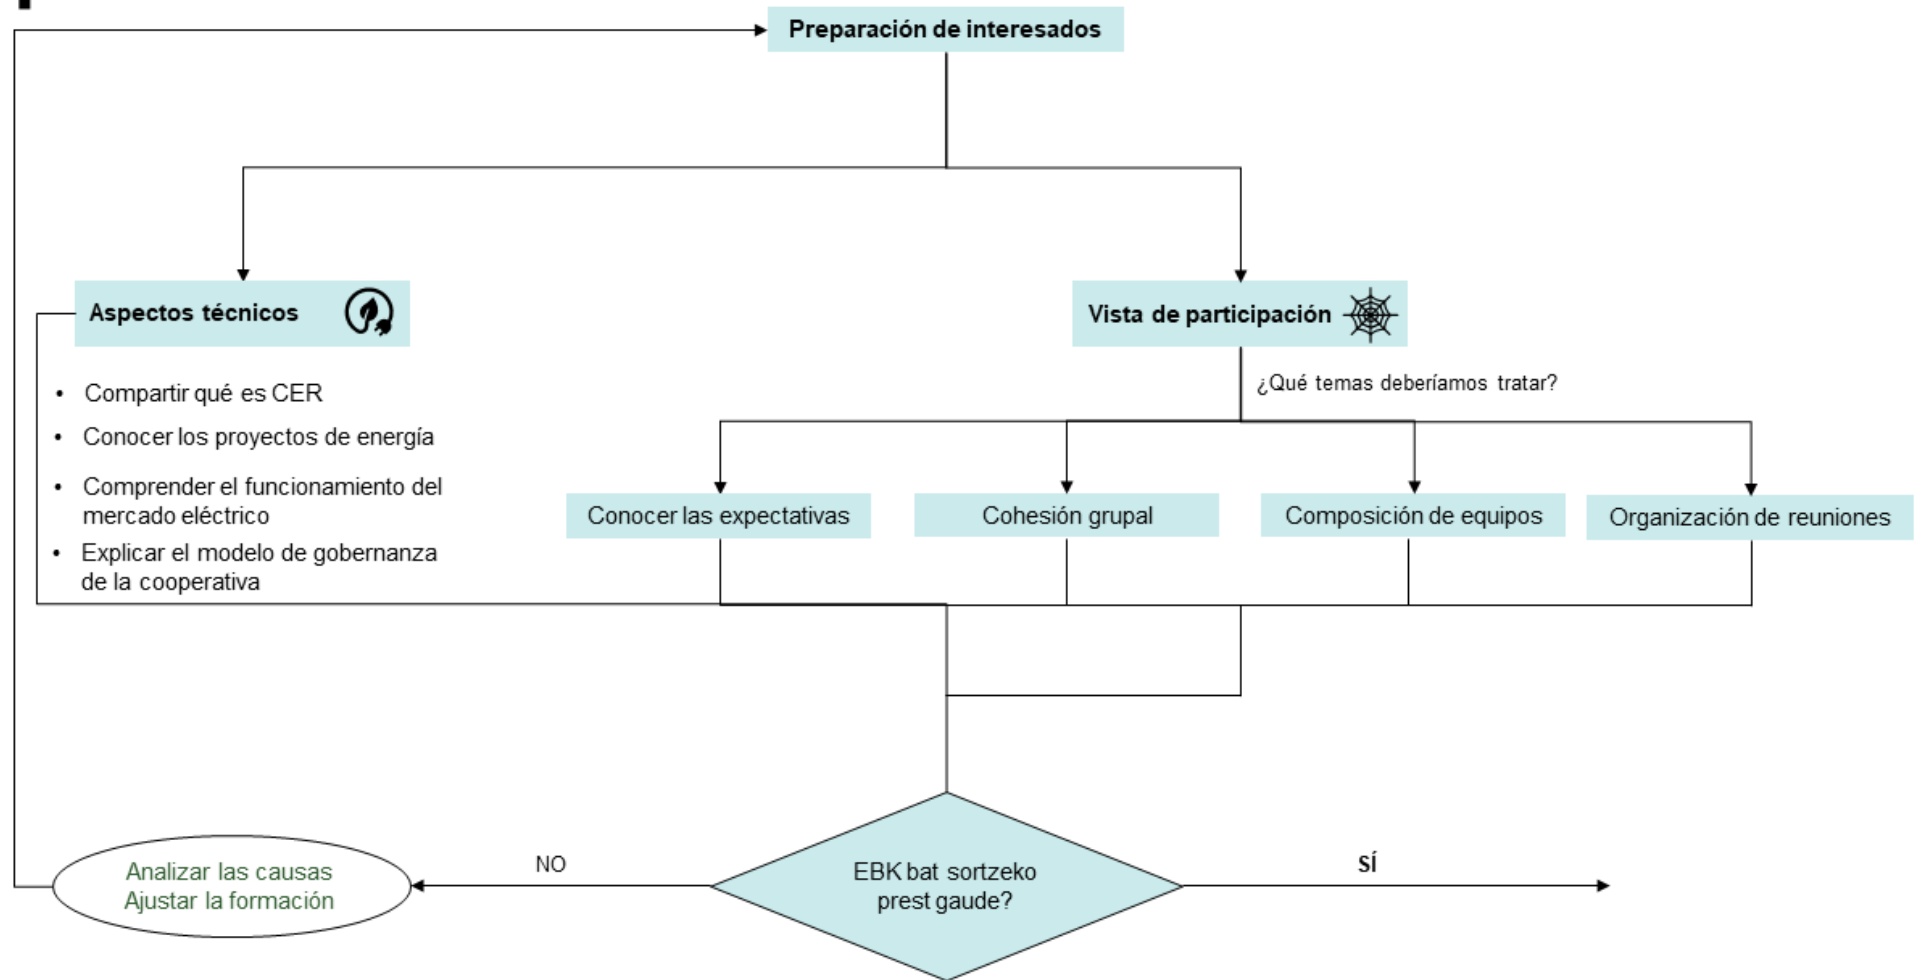 Preparación de interesados
Aspectos técnicos
Vista de participación
¿Qué temas deberíamos tratar?
• Compartir qué es CER
• Conocer los proyectos de energía
• Comprender el funcionamiento del
mercado eléctrico
• Explicar el modelo de gobernanza
de la cooperativa
Conocer las expectativas
Cohesión grupal
Composición de equipos
Organización de reuniones
EBK bat sortzeko
prest gaude?
NO
SÍ
Analizar las causas
Ajustar la formación